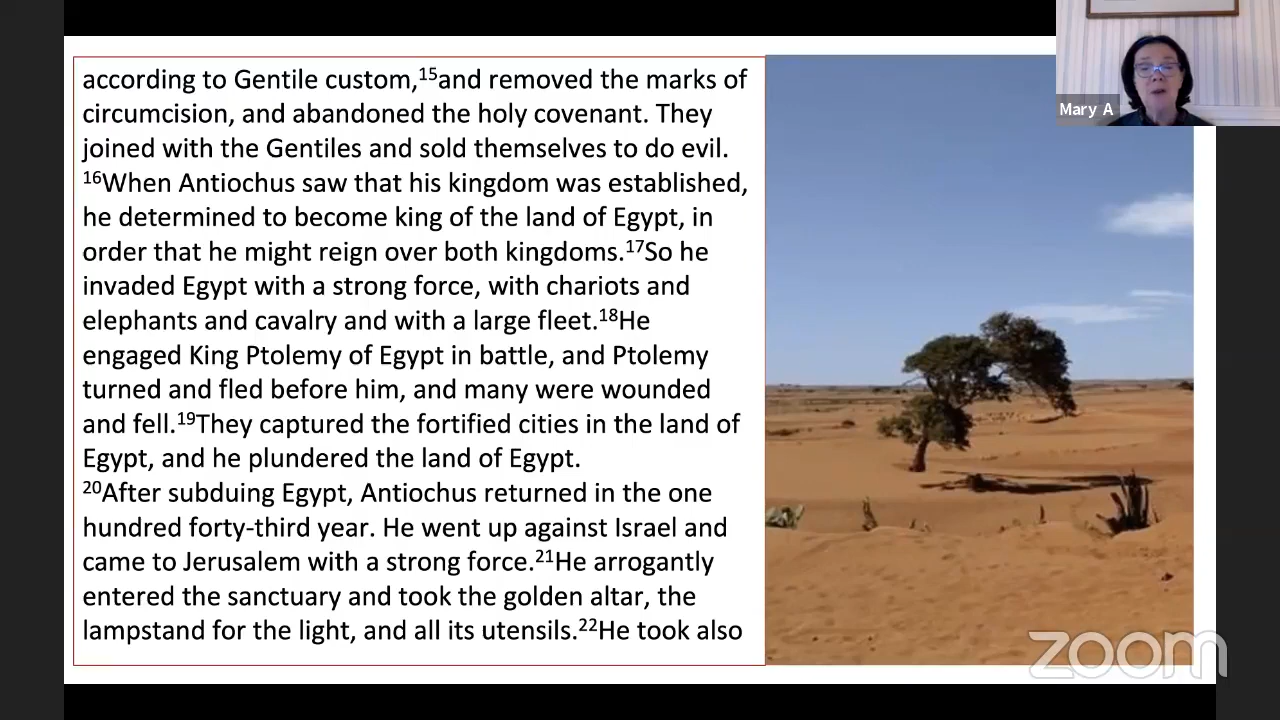 according to Gentile custom,¹⁵and removed the marks of
circumcision, and abandoned the holy covenant. They
joined with the Gentiles and sold themselves to do evil.
¹⁶When Antiochus saw that his kingdom was established,
he determined to become king of the land of Egypt, in
order that he might reign over both kingdoms.¹⁷So he
invaded Egypt with a strong force, with chariots and
elephants and cavalry and with a large fleet.¹⁸He
engaged King Ptolemy of Egypt in battle, and Ptolemy
turned and fled before him, and many were wounded
and fell.¹⁹They captured the fortified cities in the land of
Egypt, and he plundered the land of Egypt.
²⁰After subduing Egypt, Antiochus returned in the one
hundred forty-third year. He went up against Israel and
came to Jerusalem with a strong force.²¹He arrogantly
entered the sanctuary and took the golden altar, the
lampstand for the light, and all its utensils.²²He took also
Mary A
zoom